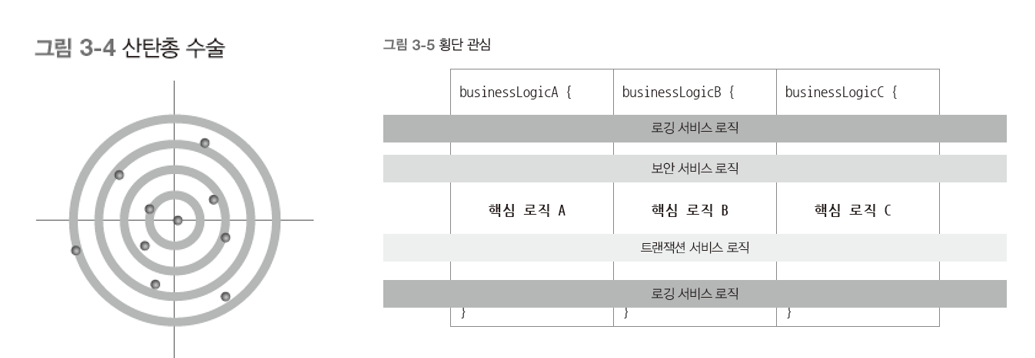 그림 3-4 산탄총 수술
그림 3-5 횡단 관심
businessLogicA {
businessLogicB {
businessLogicC {
로깅 서비스 로직
보안 서비스 로직
핵심 로직 A
핵심 로직 B
핵심 로직 C
트랜잭션 서비스 로직
로깅 서비스 로직
}
}
}